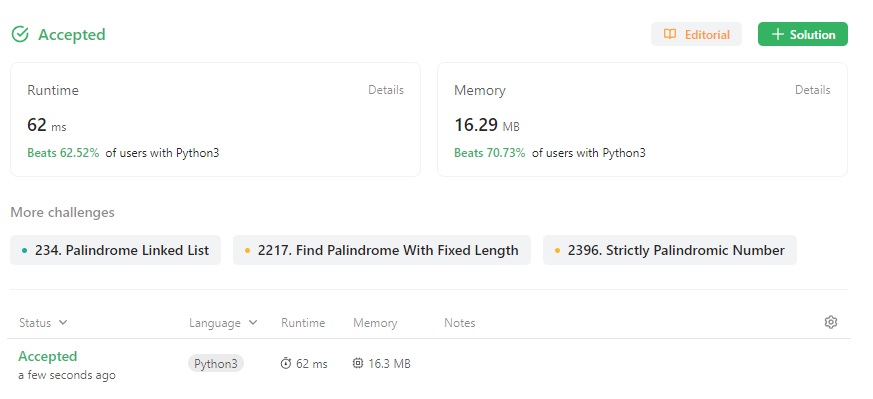 Accepted Editorial Solution
Runtime Details Memory Details
62 ms 16.29 MB
Beats 62.52% of users with Python3 Beats 70.73% of users with Python3
More challenges
234. Palindrome Linked List 2217. Find Palindrome With Fixed Length 2396. Strictly Palindromic Number
Status Language Runtime Memory Notes
Accepted Python3 62 ms 16.3 MB
a few seconds ago